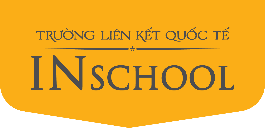 TRƯỜNG LIÊN KẾT QUỐC TẾ
INSCHOOL